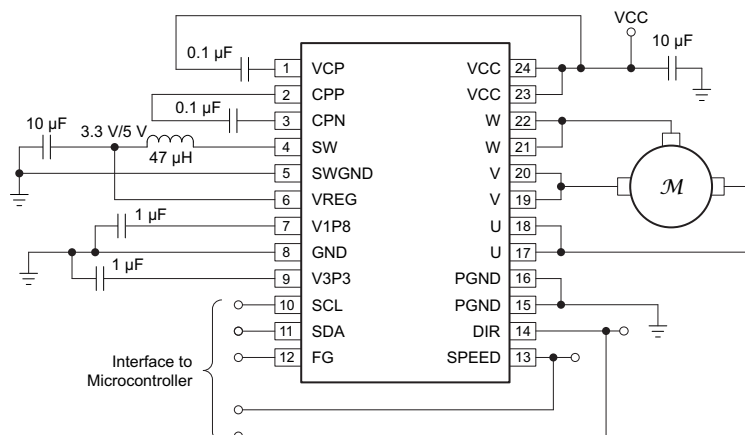 VCC
0.1 µF
10 µF
1 VCP VCC 24
2 CPP VCC 23
0.1 µF
3 CPN W 22
10 µF
3.3 V/5 V
47 µH
4 SW W 21
5 SWGND V 20
M
6 VREG V 19
1 µF
7 V1P8 U 18
8 GND U 17
1 µF
9 V3P3 PGND 16
10 SCL PGND 15
11 SDA DIR 14
12 FG SPEED 13
Interface to
Microcontroller